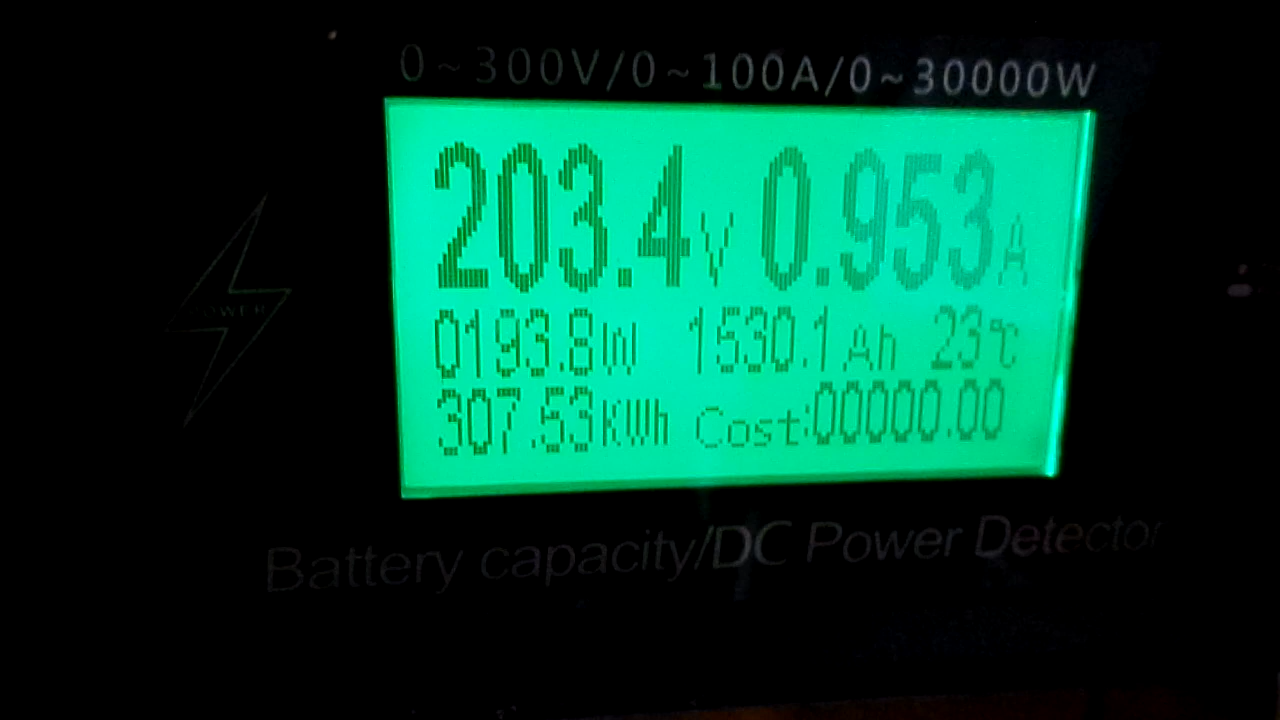 0~300V/0~100A/0~30000W
203.4V 0.953A
0193.8W 1530.1Ah 23℃
POWER
307.53KWh Cost:00000.00
Battery capacity/DC Power Detector